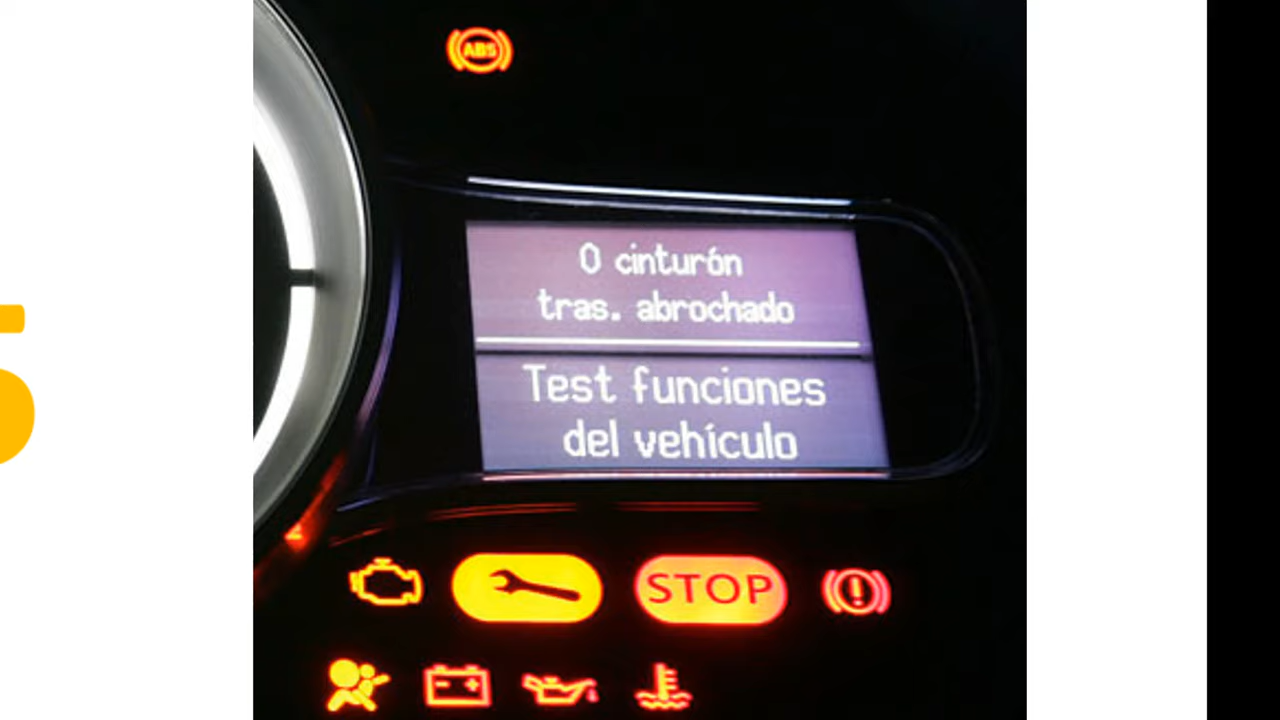 ABS
0 cinturón
tras. abrochado
Test funciones
del vehículo
STOP